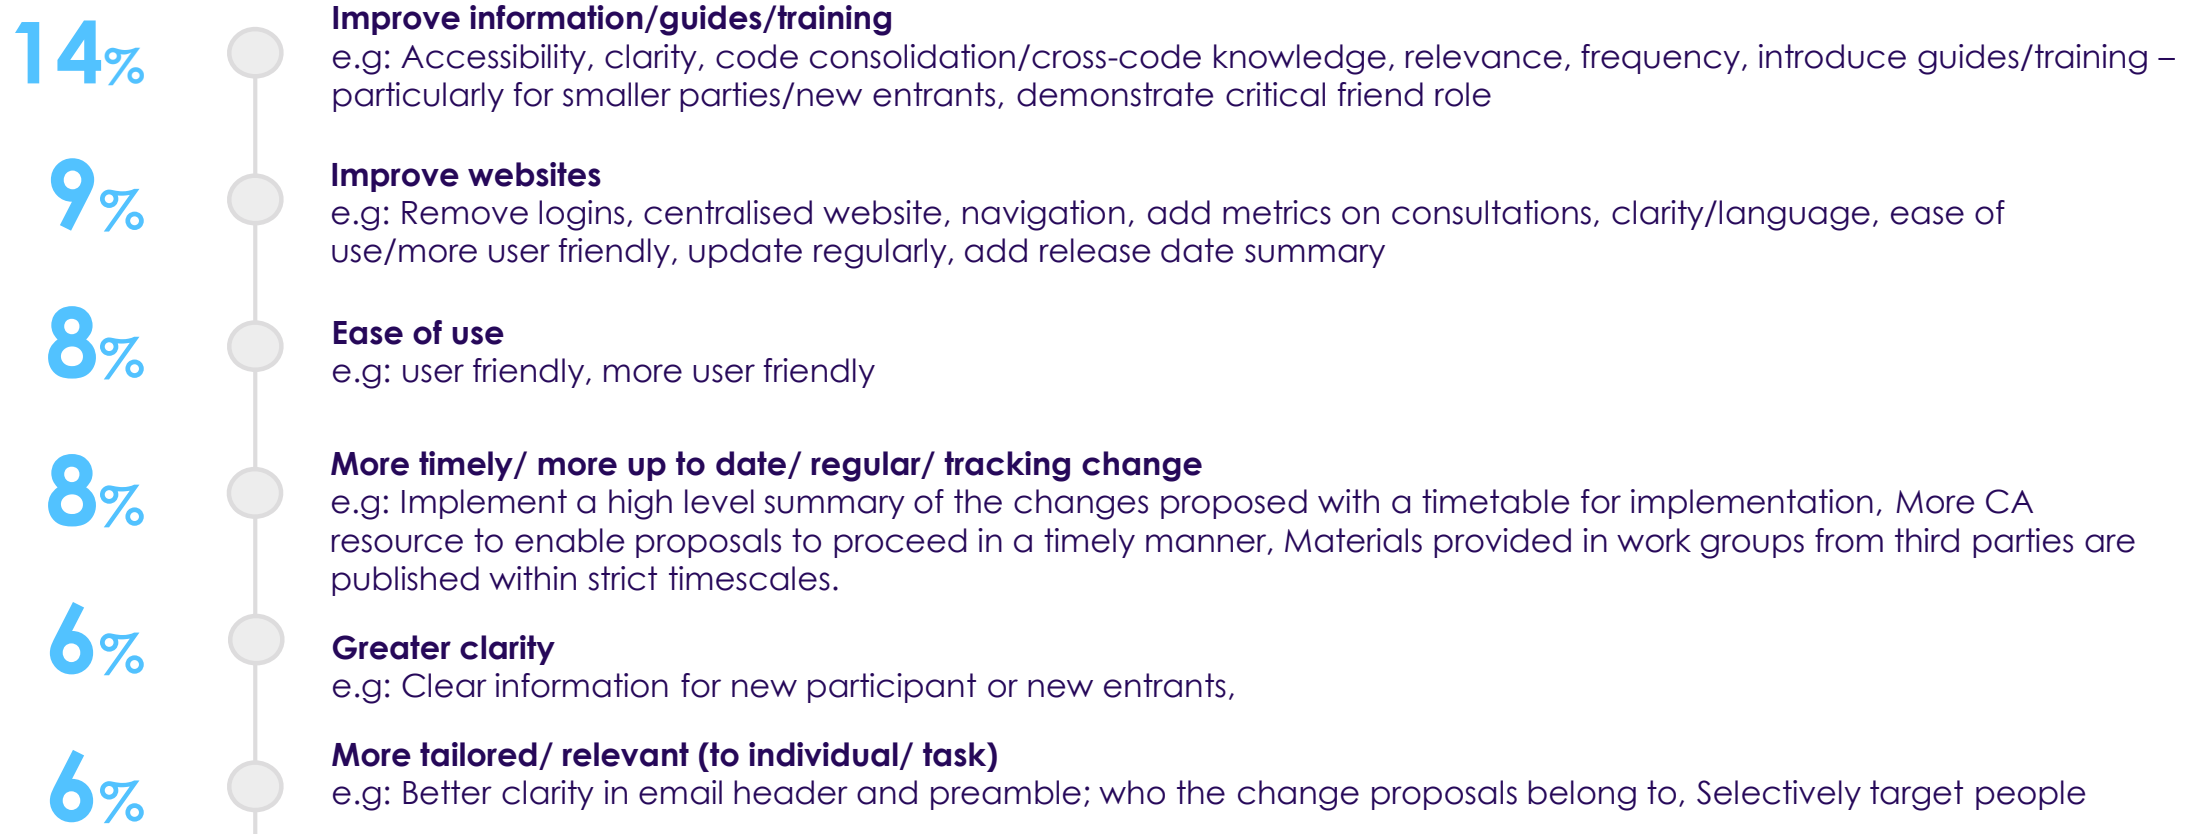 14%
Improve information/guides/training
e.g: Accessibility, clarity, code consolidation/cross-code knowledge, relevance, frequency, introduce guides/training –
particularly for smaller parties/new entrants, demonstrate critical friend role
9%
Improve websites
e.g: Remove logins, centralised website, navigation, add metrics on consultations, clarity/language, ease of
use/more user friendly, update regularly, add release date summary
8%
Ease of use
e.g: user friendly, more user friendly
8%
More timely/ more up to date/ regular/ tracking change
e.g: Implement a high level summary of the changes proposed with a timetable for implementation, More CA
resource to enable proposals to proceed in a timely manner, Materials provided in work groups from third parties are
published within strict timescales.
6%
Greater clarity
e.g: Clear information for new participant or new entrants,
6%
More tailored/ relevant (to individual/ task)
e.g: Better clarity in email header and preamble; who the change proposals belong to, Selectively target people